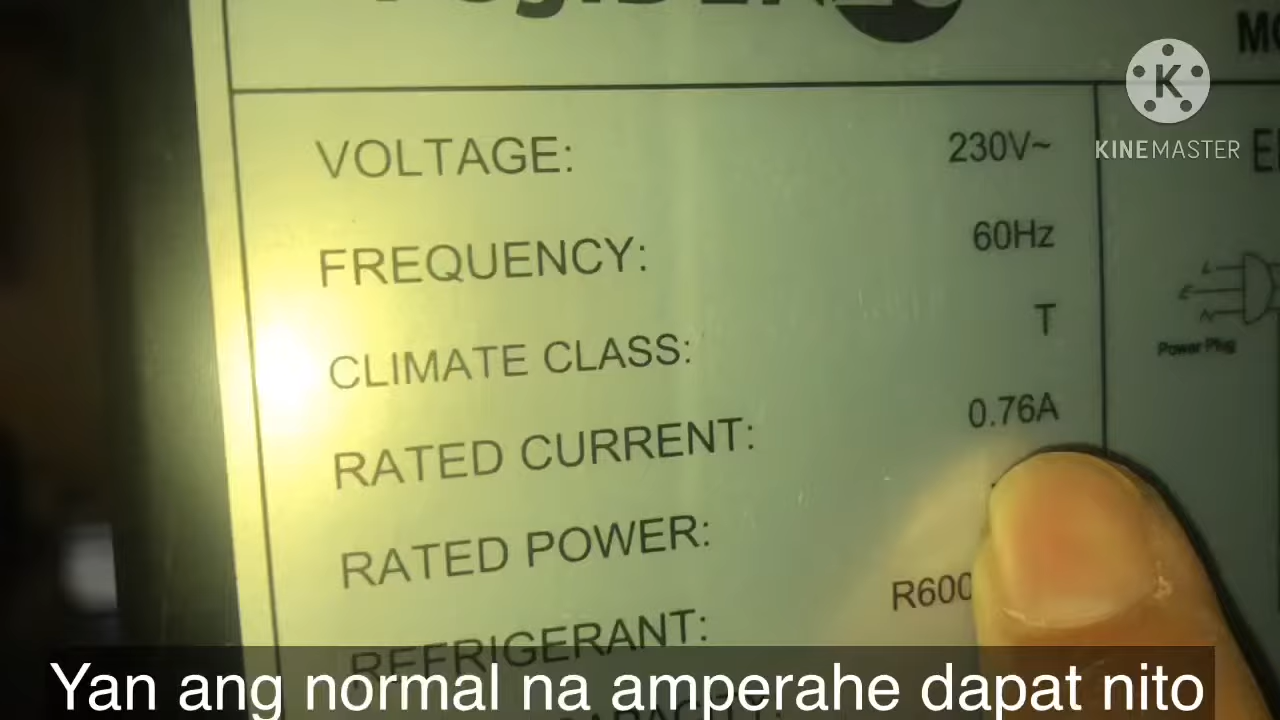 VOLTAGE: 230V~
FREQUENCY: 60Hz
CLIMATE CLASS: T
RATED CURRENT: 0.76A
RATED POWER:
REFRIGERANT: R600
Power Plug
L
E
N
K
KINEMASTER
Yan ang normal na amperahe dapat nito